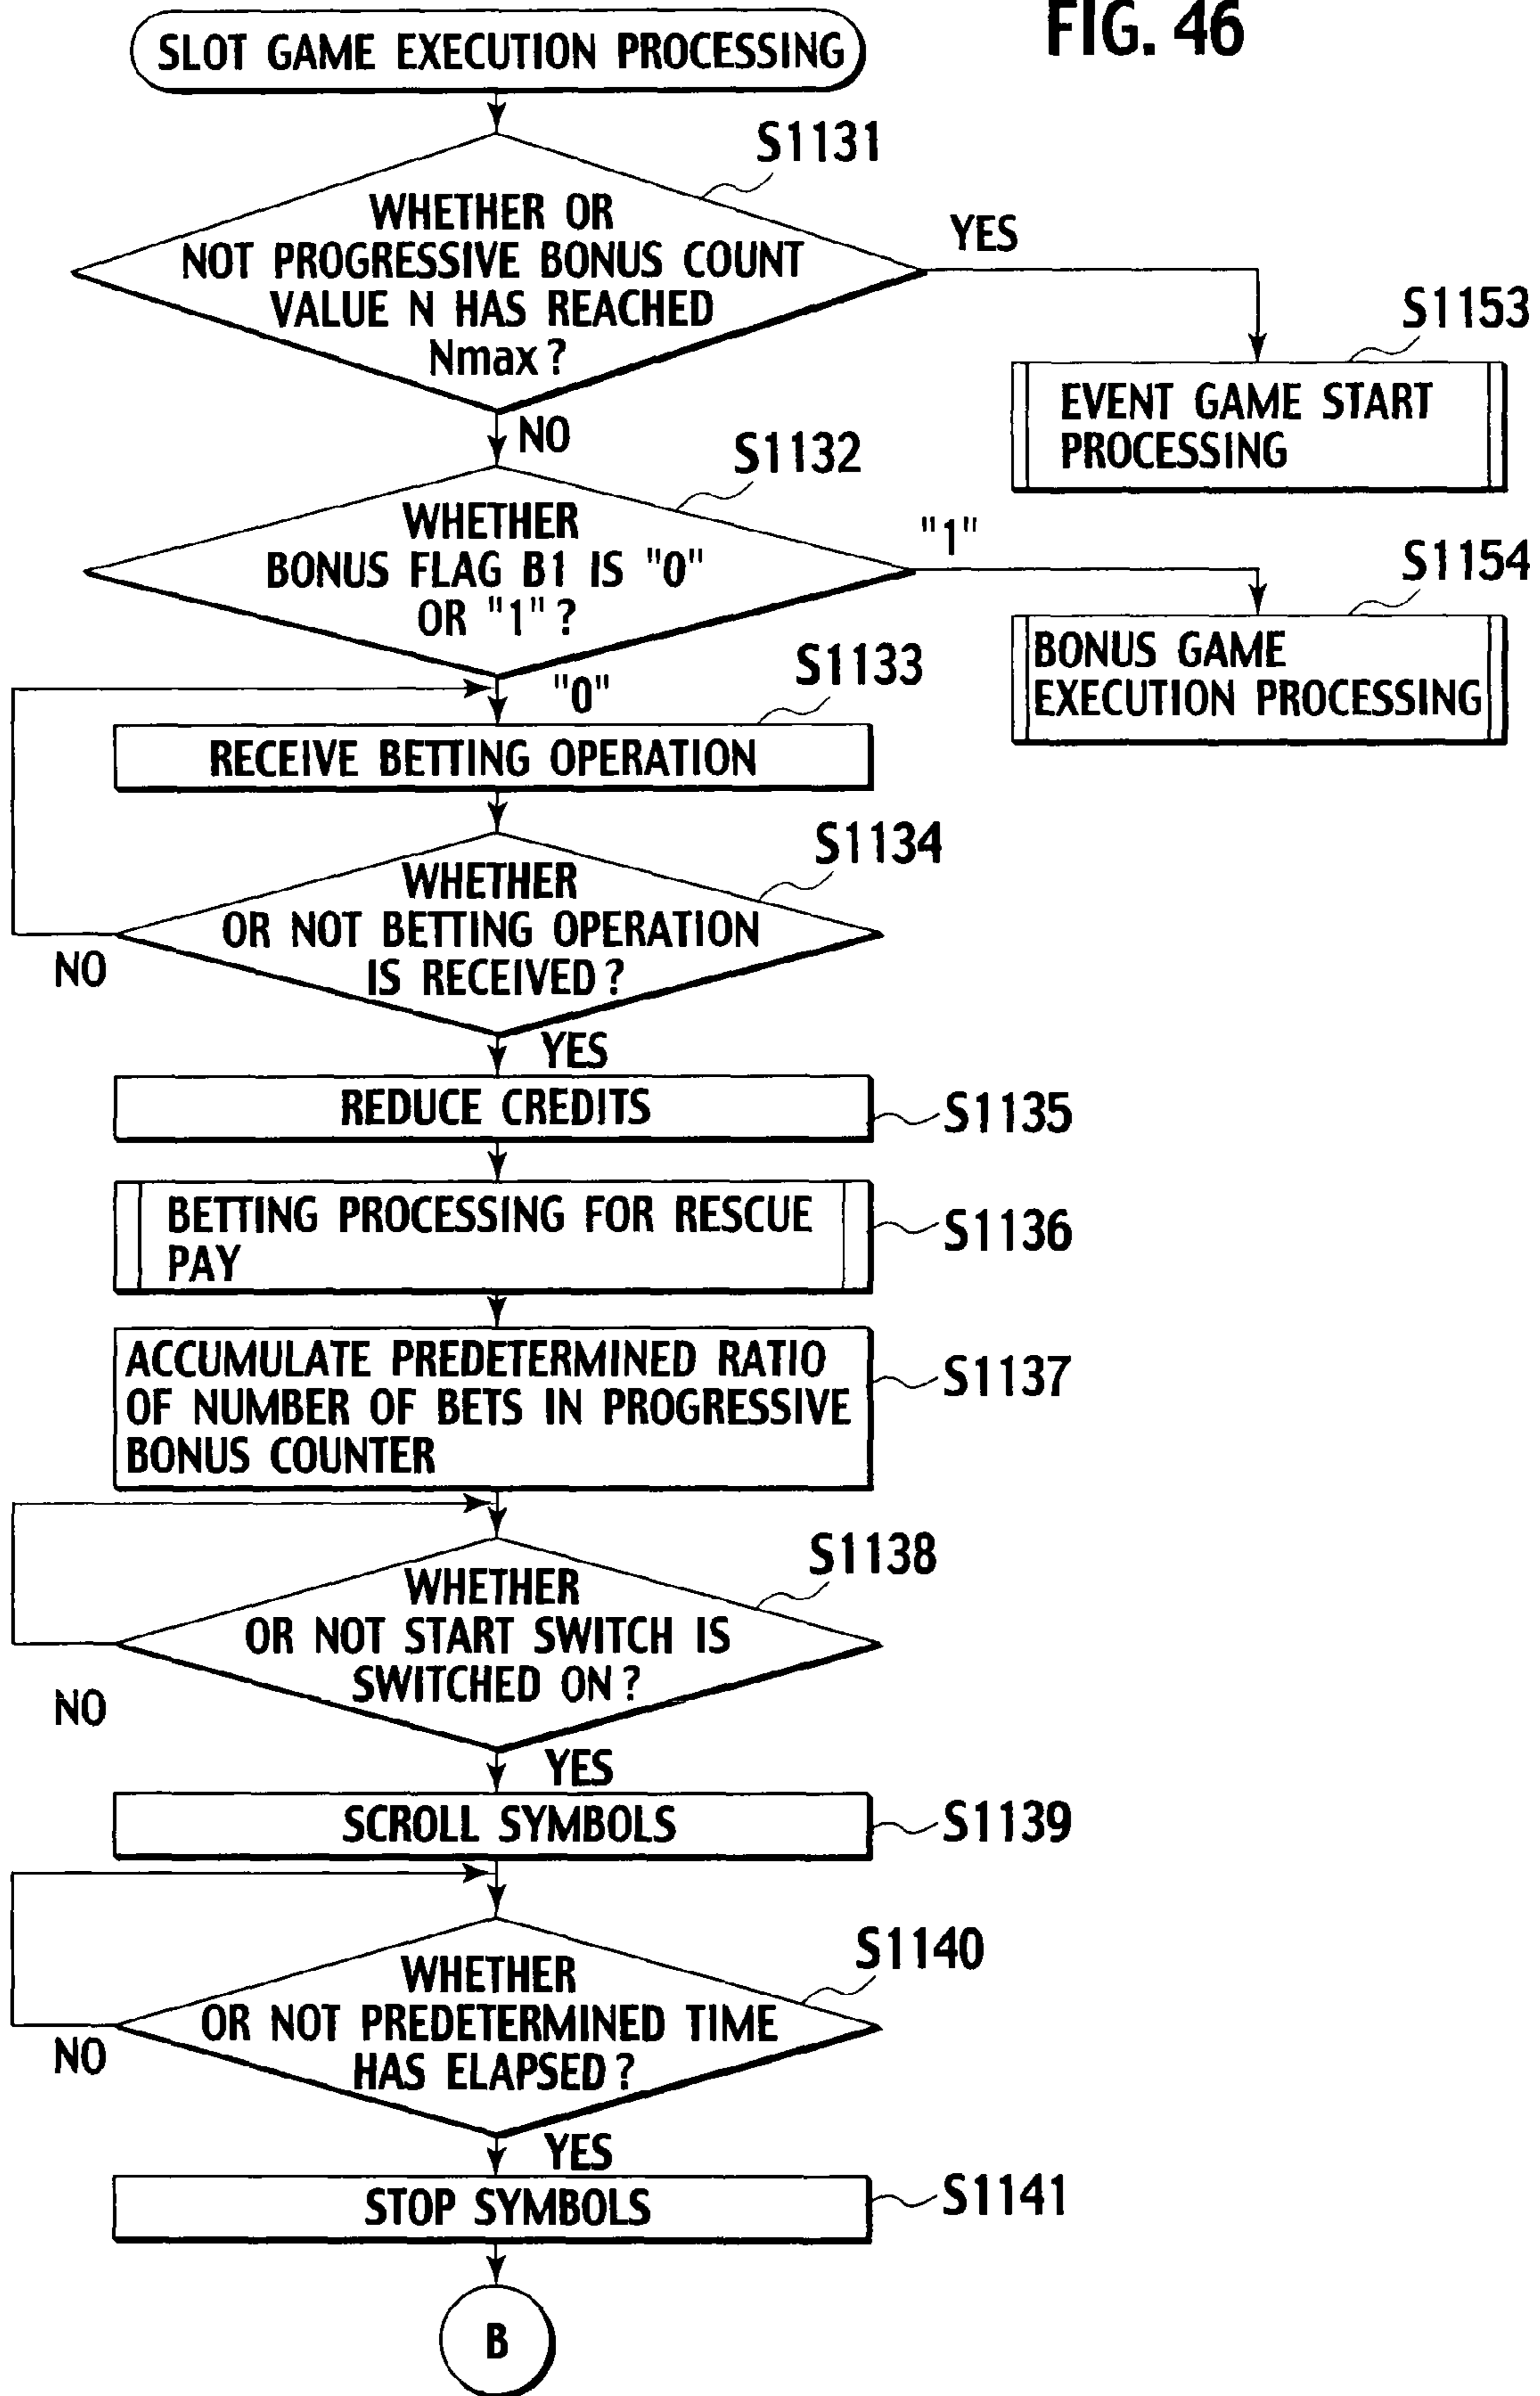 FIG. 46
SLOT GAME EXECUTION PROCESSING
S1131
WHETHER OR
NOT PROGRESSIVE BONUS COUNT
VALUE N HAS REACHED
Nmax?
YES
S1153
EVENT GAME START
PROCESSING
NO
S1132
WHETHER
BONUS FLAG B1 IS "0"
OR "1"?
"1"
S1154
BONUS GAME
EXECUTION PROCESSING
"0"
S1133
RECEIVE BETTING OPERATION
S1134
WHETHER
OR NOT BETTING OPERATION
IS RECEIVED?
NO
YES
REDUCE CREDITS
S1135
BETTING PROCESSING FOR RESCUE
PAY
S1136
ACCUMULATE PREDETERMINED RATIO
OF NUMBER OF BETS IN PROGRESSIVE
BONUS COUNTER
S1137
S1138
WHETHER
OR NOT START SWITCH IS
SWITCHED ON?
NO
YES
SCROLL SYMBOLS
S1139
S1140
WHETHER
OR NOT PREDETERMINED TIME
HAS ELAPSED?
NO
YES
STOP SYMBOLS
S1141
B